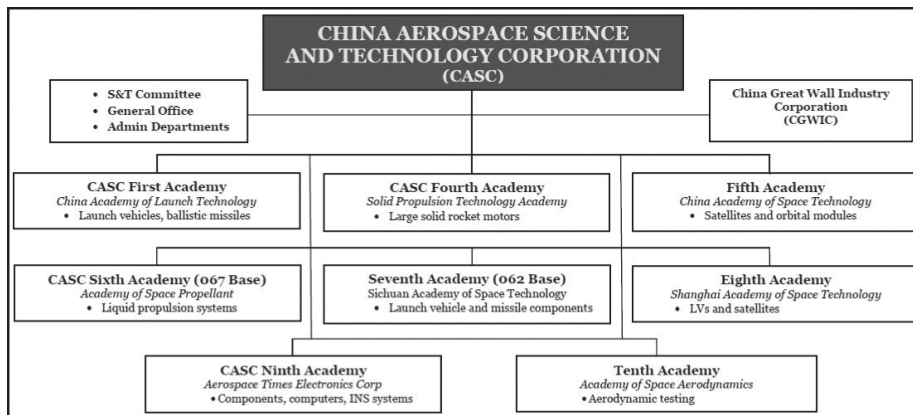 CHINA AEROSPACE SCIENCE
AND TECHNOLOGY CORPORATION
(CASC)
• S&T Committee
• General Office
• Admin Departments
China Great Wall Industry
Corporation
(CGWIC)
CASC First Academy
China Academy of Launch Technology
• Launch vehicles, ballistic missiles
CASC Fourth Academy
Solid Propulsion Technology Academy
• Large solid rocket motors
Fifth Academy
China Academy of Space Technology
• Satellites and orbital modules
CASC Sixth Academy (067 Base)
Academy of Space Propellant
• Liquid propulsion systems
Seventh Academy (062 Base)
Sichuan Academy of Space Technology
• Launch vehicle and missile components
Eighth Academy
Shanghai Academy of Space Technology
• LVs and satellites
CASC Ninth Academy
Aerospace Times Electronics Corp
• Components, computers, INS systems
Tenth Academy
Academy of Space Aerodynamics
• Aerodynamic testing